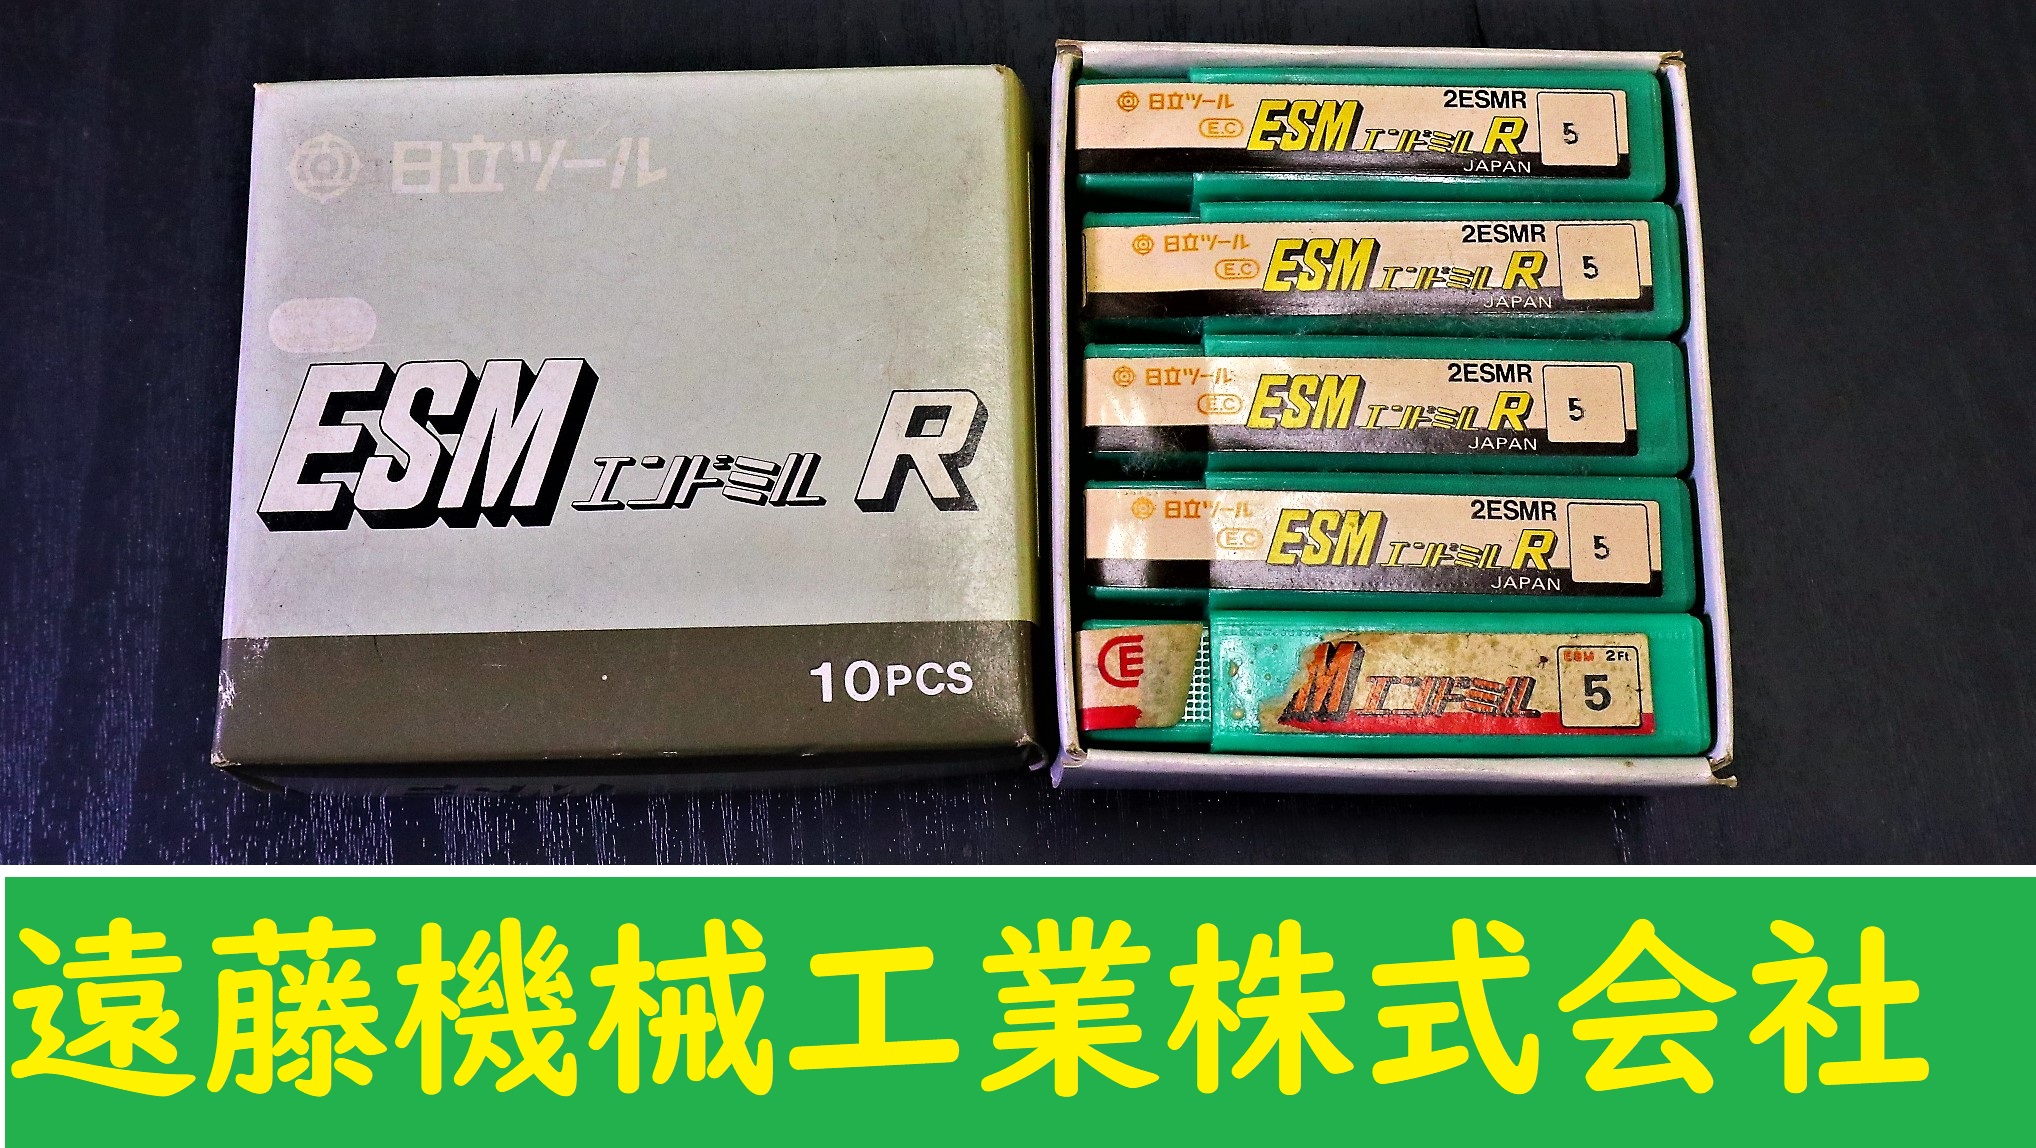 日立ツール
ESM エンドミル R
10PCS
日立ツール 2ESMR
E.C ESM エンドミル R 5
JAPAN
日立ツール 2ESMR
E.C ESM エンドミル R 5
JAPAN
日立ツール 2ESMR
E.C ESM エンドミル R 5
JAPAN
日立ツール 2ESMR
E.C ESM エンドミル R 5
JAPAN
ESM 2Ft.
M エンドミル 5
遠藤機械工業株式会社